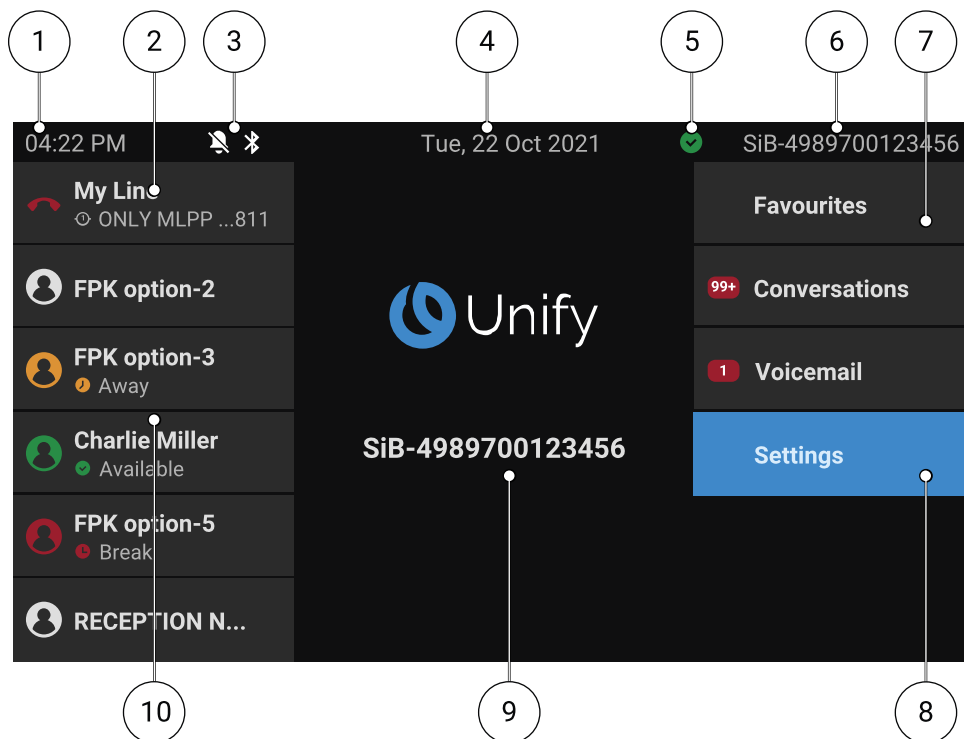 1 2 3 4 5 6 7
04:22 PM Tue, 22 Oct 2021 SiB-4989700123456
My Line
ONLY MLPP ...811
FPK option-2
FPK option-3
Away
Charlie Miller
Available
FPK option-5
Break
RECEPTION N...
Unify
SiB-4989700123456
Favourites
99+ Conversations
1 Voicemail
Settings
10 9 8